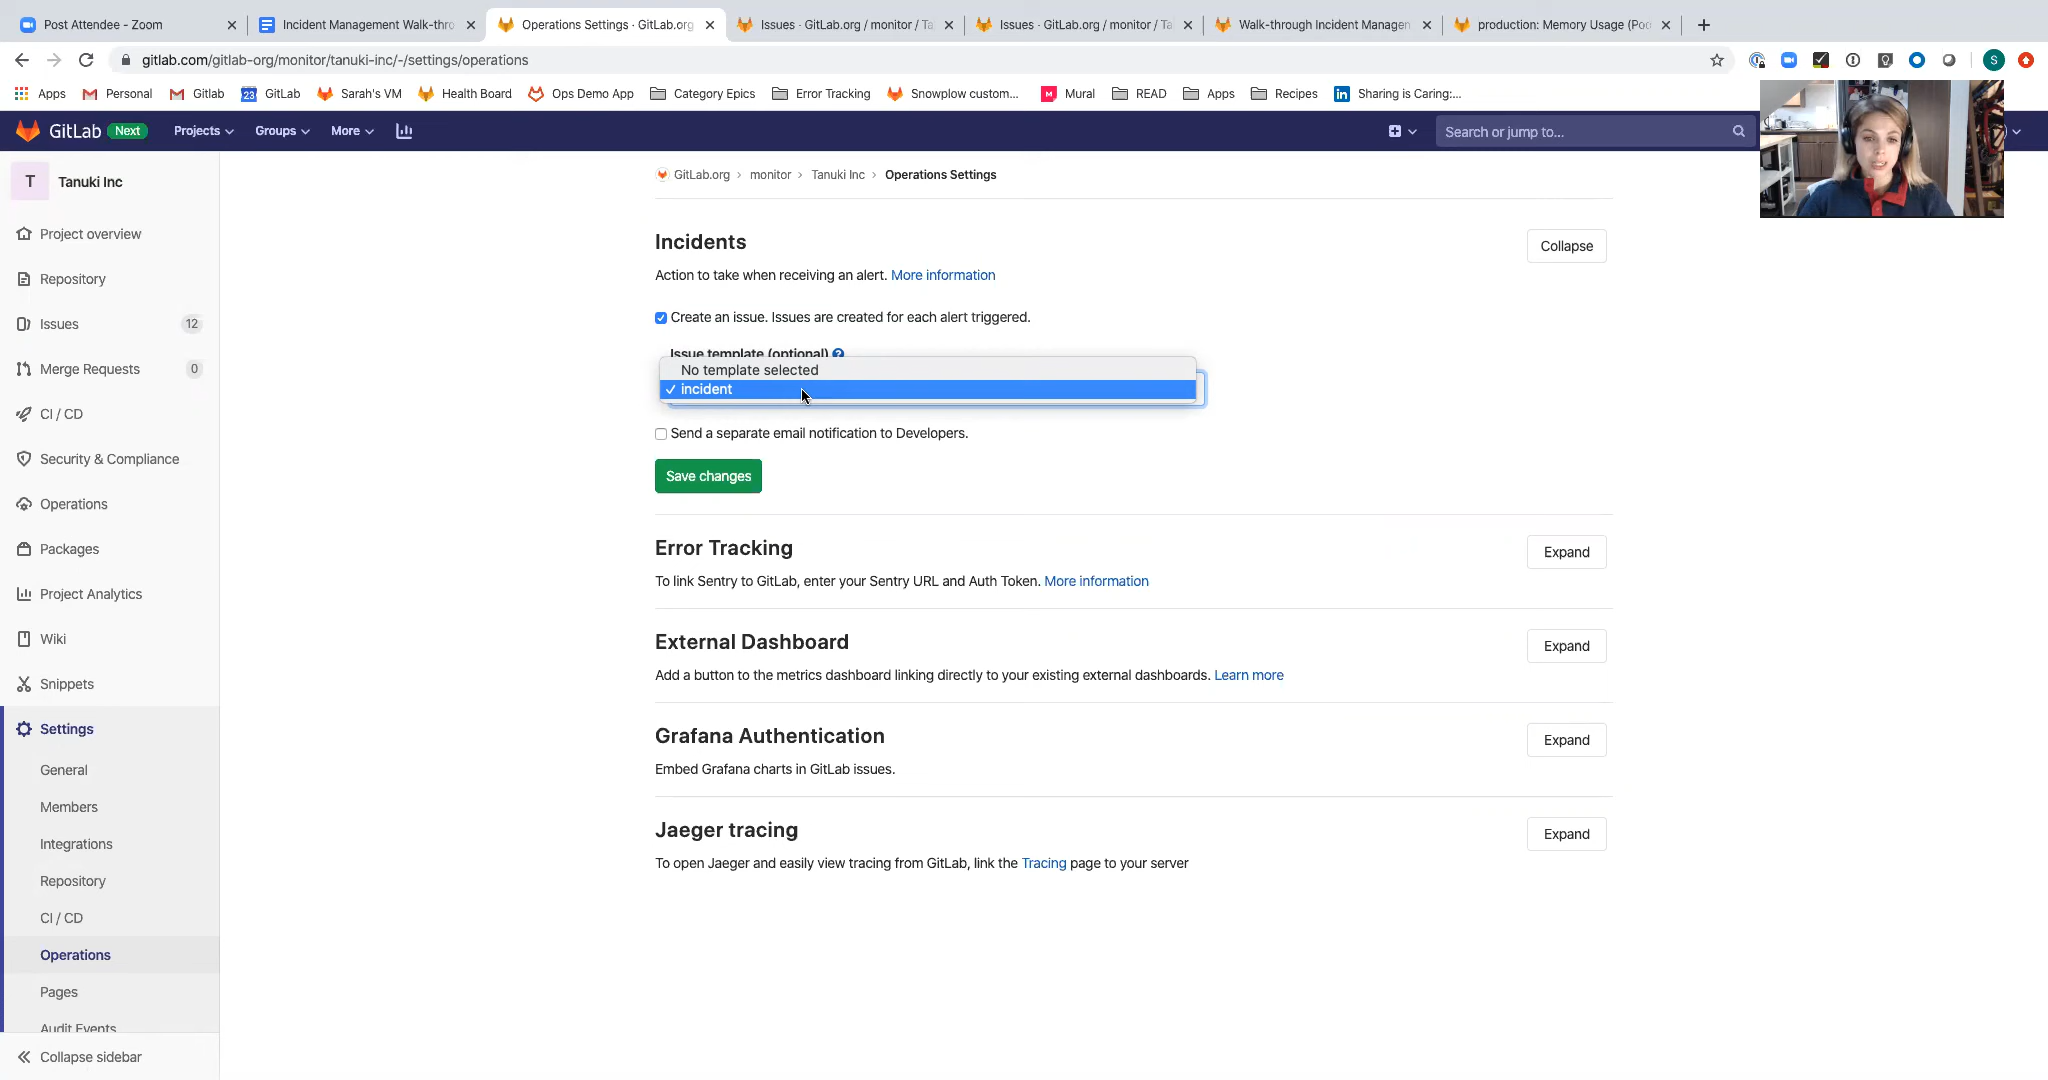 Post Attendee - Zoom
Incident Management Walk-thro
Operations Settings · GitLab.org
Issues · GitLab.org / monitor / Ta
Issues · GitLab.org / monitor / Ta
Walk-through Incident Managen
production: Memory Usage (Poc
gitlab.com/gitlab-org/monitor/tanuki-inc/-/settings/operations
S
Apps
Personal
Gitlab
23
GitLab
Sarah's VM
Health Board
Ops Demo App
Category Epics
Error Tracking
Snowplow custom...
M
Mural
READ
Apps
Recipes
in
Sharing is Caring:...
GitLab
Next
Projects
Groups
More
Search or jump to...
T
Tanuki Inc
Project overview
Repository
Issues
12
Merge Requests
0
CI / CD
Security & Compliance
Operations
Packages
Project Analytics
Wiki
Snippets
Settings
General
Members
Integrations
Repository
CI / CD
Operations
Pages
Audit Events
Collapse sidebar
GitLab.org › monitor › Tanuki Inc › Operations Settings
Incidents
Collapse
Action to take when receiving an alert. More information
Create an issue. Issues are created for each alert triggered.
Issue template (optional) ?
No template selected
✓ incident
Send a separate email notification to Developers.
Save changes
Error Tracking
Expand
To link Sentry to GitLab, enter your Sentry URL and Auth Token. More information
External Dashboard
Expand
Add a button to the metrics dashboard linking directly to your existing external dashboards. Learn more
Grafana Authentication
Expand
Embed Grafana charts in GitLab issues.
Jaeger tracing
Expand
To open Jaeger and easily view tracing from GitLab, link the Tracing page to your server